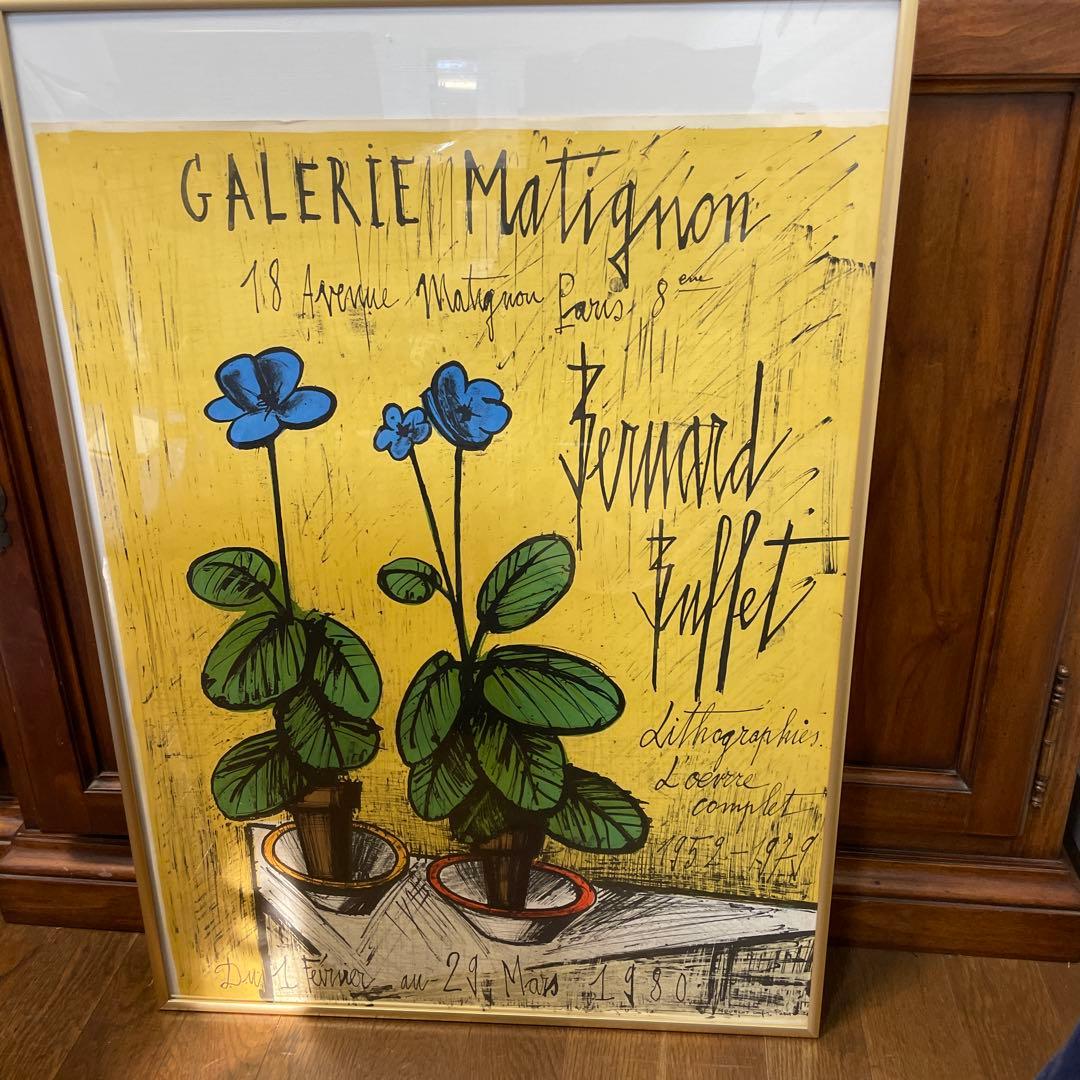 GALERIE Matignon
18 Avenue Matignon Paris 8eme
Bernard
Buffet
Lithographies.
L'oevre
complet
1952-1979
Du 1 Février au 29 Mars 1980
MOURLOT